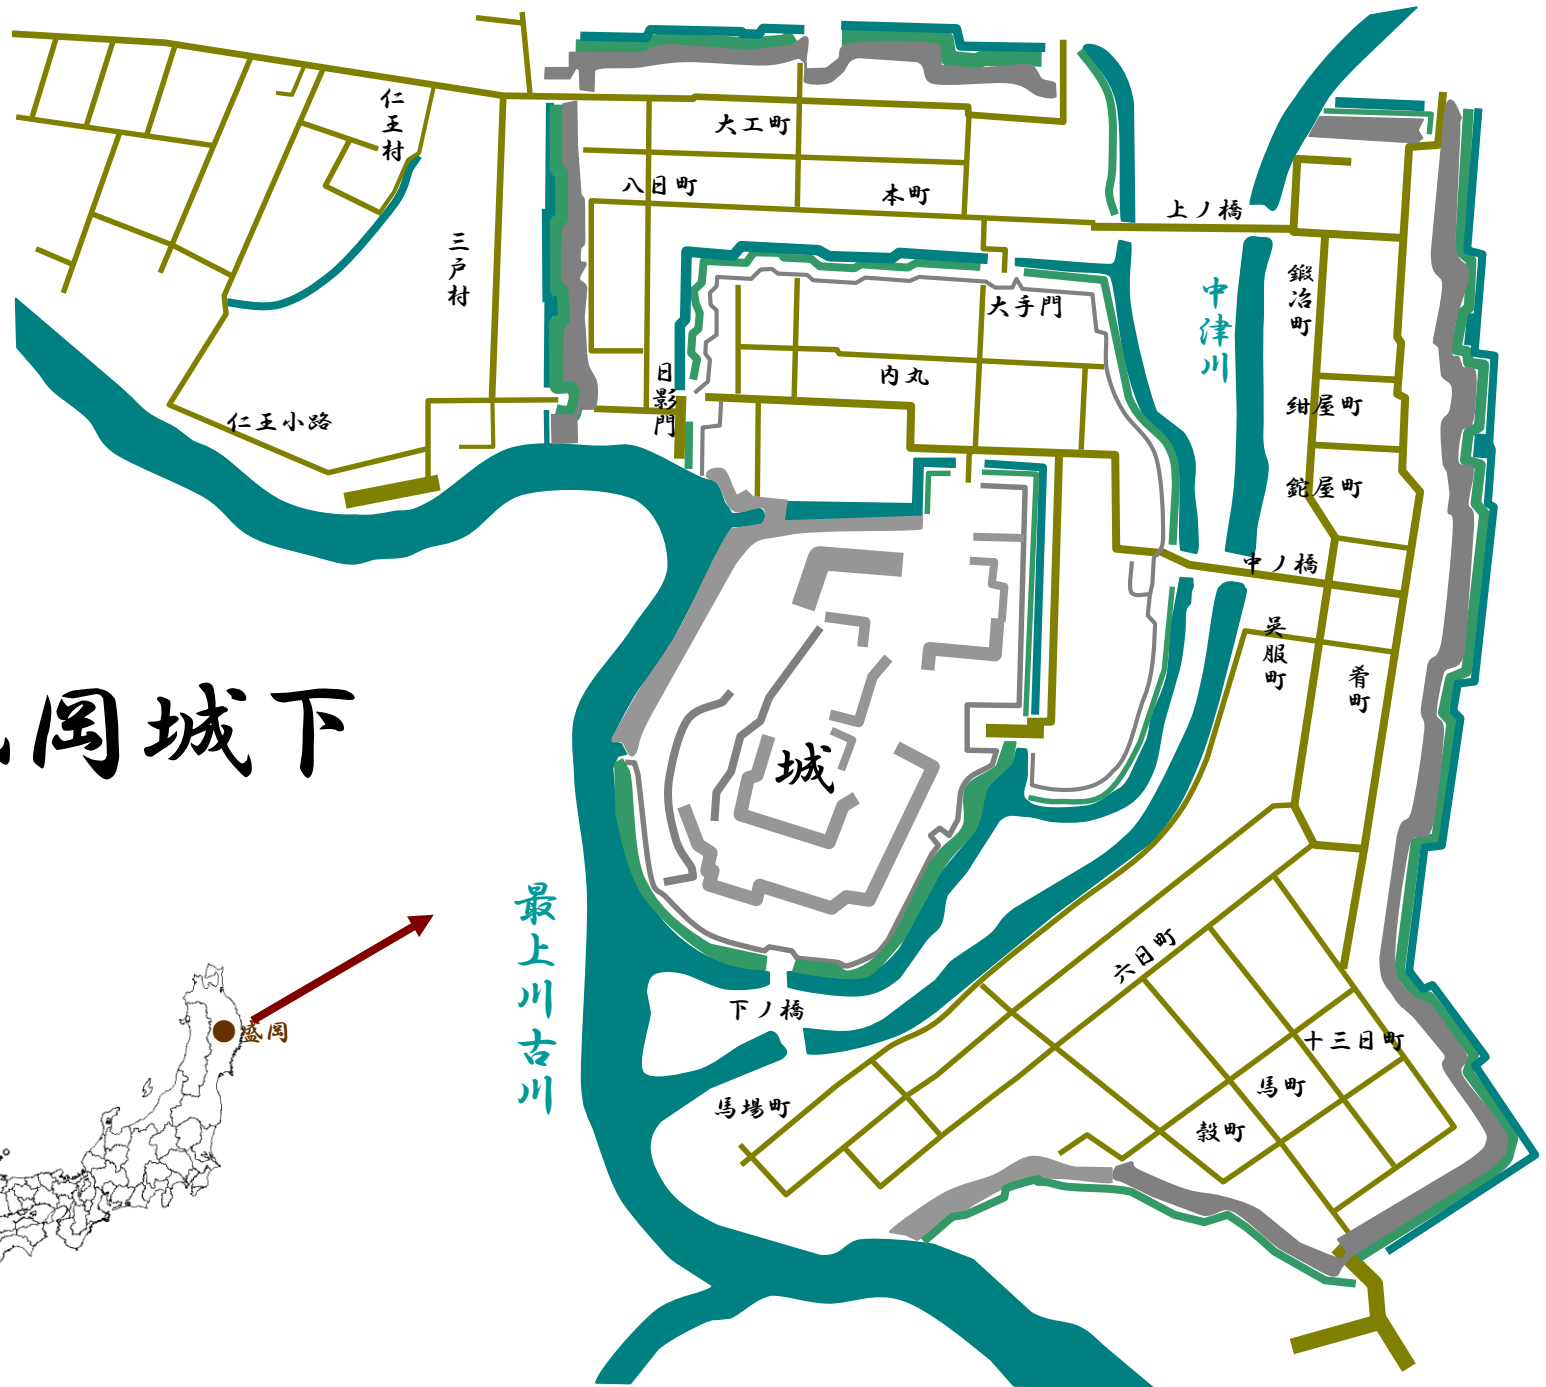 仁王村
大工町
八日町
本町
上ノ橋
三戸村
鍛冶町
中津川
大手門
日影門
内丸
紺屋町
仁王小路
鉈屋町
中ノ橋
呉服町
肴町
岡城下
城
最上川古川
六日町
下ノ橋
盛岡
十三日町
馬町
馬場町
穀町